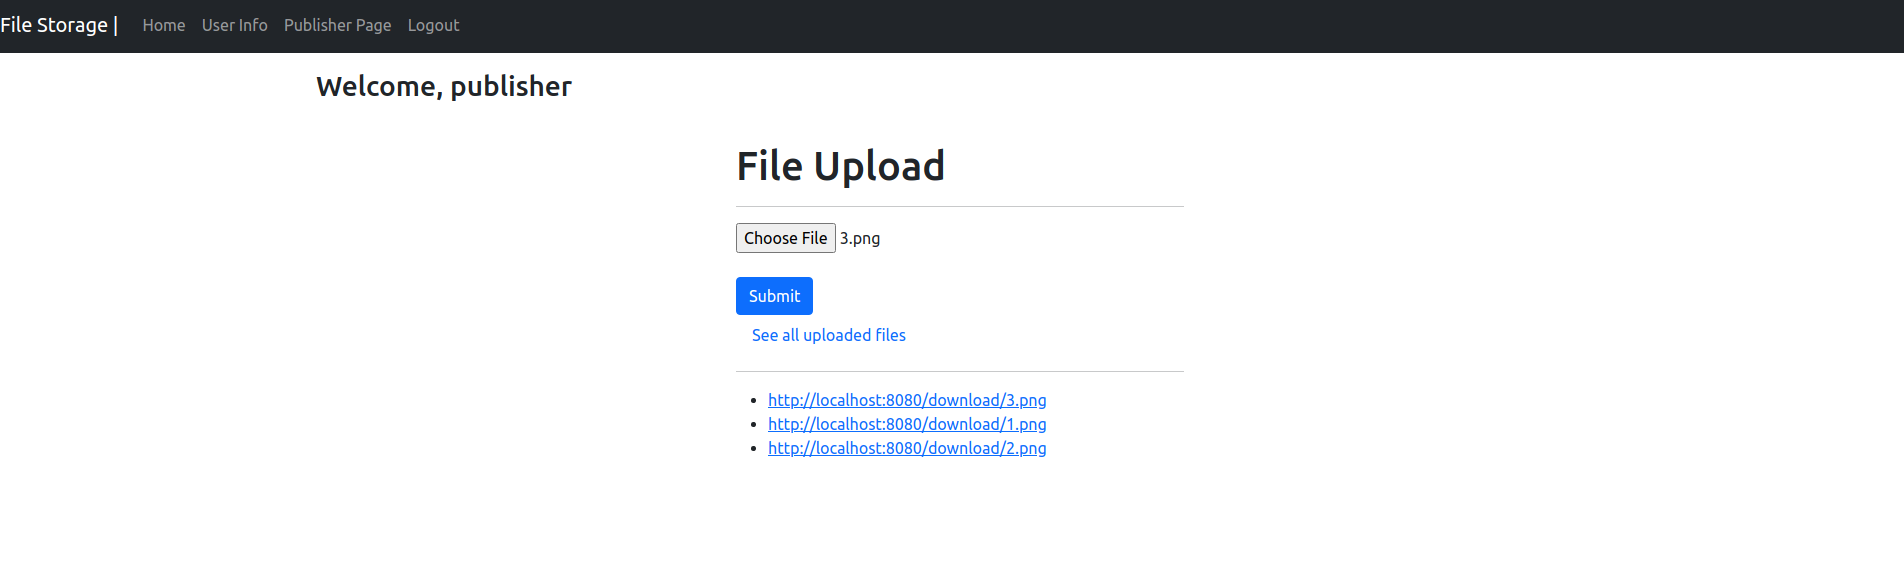 File Storage | Home User Info Publisher Page Logout
Welcome, publisher
File Upload
Choose File 3.png
Submit
See all uploaded files
http://localhost:8080/download/3.png
http://localhost:8080/download/1.png
http://localhost:8080/download/2.png